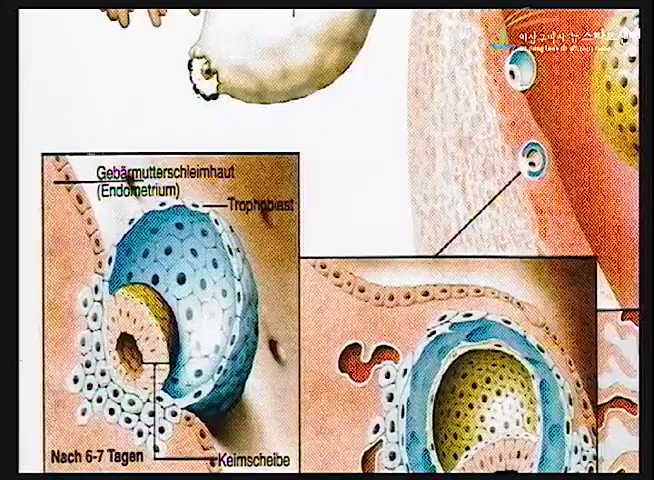 Gebärmutterschleimhaut
(Endometrium)
Trophoblast
Nach 6-7 Tagen
Keimscheibe